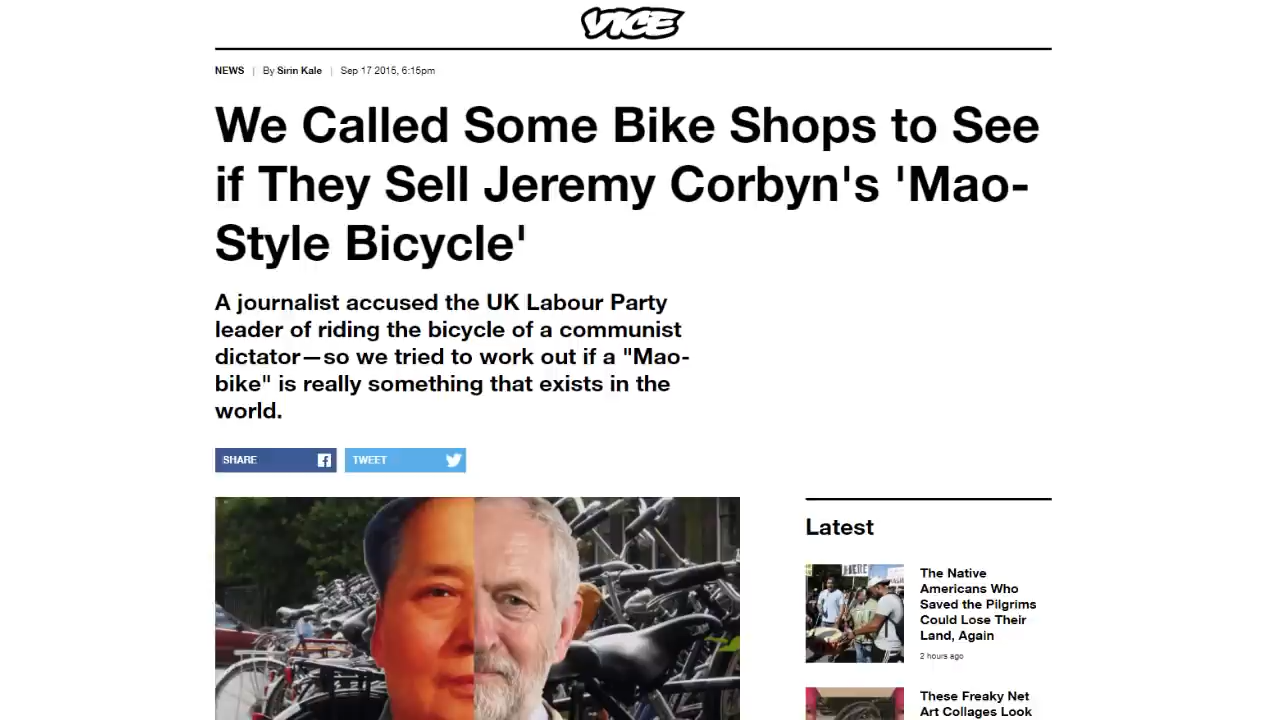 VICE
NEWS | By Sirin Kale | Sep 17 2015, 6:15pm
We Called Some Bike Shops to See
if They Sell Jeremy Corbyn's 'Mao-
Style Bicycle'
A journalist accused the UK Labour Party
leader of riding the bicycle of a communist
dictator—so we tried to work out if a "Mao-
bike" is really something that exists in the
world.
SHARE
TWEET
Latest
The Native
Americans Who
Saved the Pilgrims
Could Lose Their
Land, Again
2 hours ago
These Freaky Net
Art Collages Look